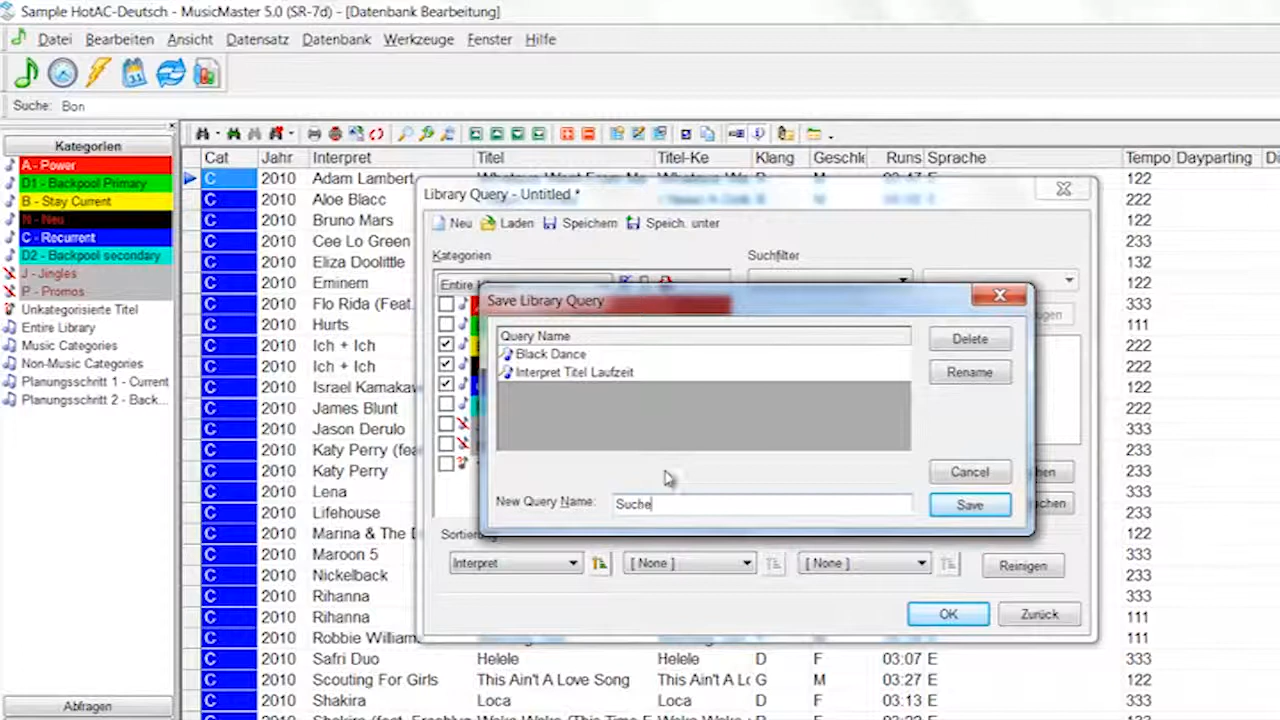 Sample HotAC-Deutsch - MusicMaster 5.0 (SR-7d) - [Datenbank Bearbeitung]
Datei Bearbeiten Ansicht Datensatz Datenbank Werkzeuge Fenster Hilfe
Suche: Bon
Kategorien
A - Power
D1 - Backpool Primary
B - Stay Current
N - Neu
C - Recurrent
D2 - Backpool secondary
J - Jingles
P - Promos
Unkategorisierte Titel
Entire Library
Music Categories
Non-Music Categories
Planungsschritt 1 - Current
Planungsschritt 2 - Back...
Abfragen
Cat Jahr Interpret Titel Titel-Ke Klang Geschle Runs Sprache Tempo Dayparting
C 2010 Adam Lambert 122
C 2010 Aloe Blacc 222
C 2010 Bruno Mars 122
C 2010 Cee Lo Green 233
C 2010 Eliza Doolittle 132
C 2010 Eminem 233
C 2010 Flo Rida (Feat. 333
C 2010 Hurts 111
C 2010 Ich + Ich 122
C 2010 Ich + Ich 222
C 2010 Israel Kamakaw 122
C 2010 James Blunt 222
C 2010 Jason Derulo 233
C 2010 Katy Perry (fea 233
C 2010 Katy Perry 233
C 2010 Lena 233
C 2010 Lifehouse 233
C 2010 Marina & The D 122
C 2010 Maroon 5 333
C 2010 Nickelback 233
C 2010 Rihanna 333
C 2010 Rihanna 111
C 2010 Robbie William 111
C 2010 Safri Duo Helele Helele D F 03:07 E 333
C 2010 Scouting For Girls This Ain't A Love Song This Ain't A Lo G M 03:27 E 122
C 2010 Shakira Loca Loca D F 03:13 E 333
Library Query - Untitled *
Neu Laden Speichern Speich. unter
Kategorien Suchfilter
Entire
Sortierung
Interpret [ None ] [ None ] Reinigen
OK Zurück
Save Library Query
Query Name
Black Dance
Interpret Titel Laufzeit
Delete
Rename
Cancel
New Query Name: Suche
Save